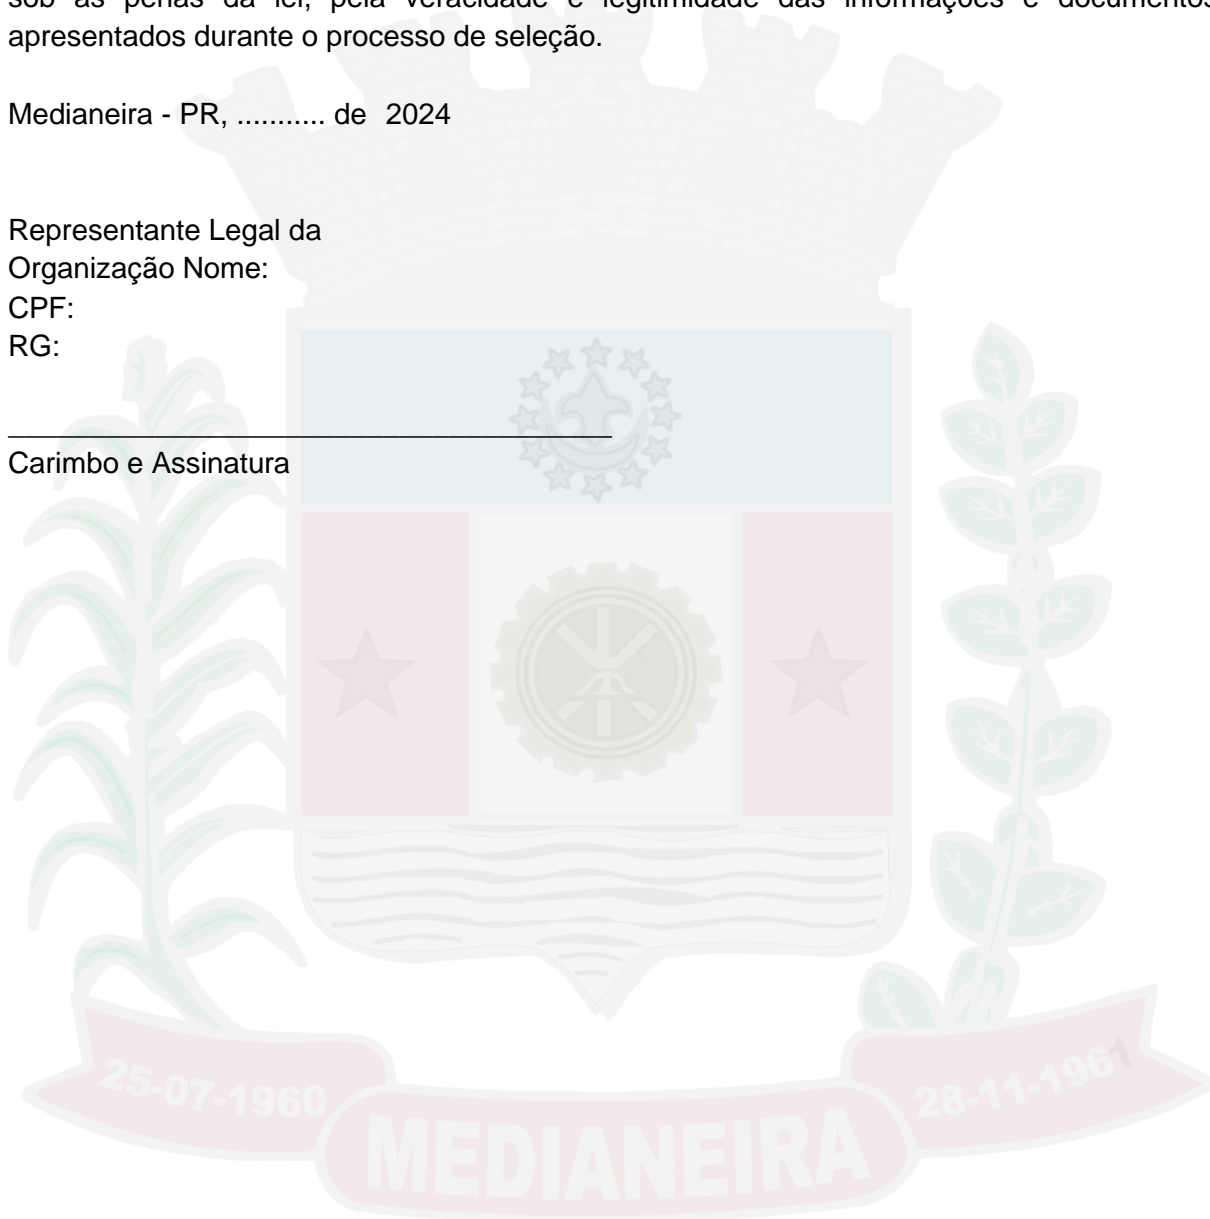 sob as penas da lei, pela veracidade e legitimidade das informações e documentos
apresentados durante o processo de seleção.
Medianeira - PR, ........... de 2024
Representante Legal da
Organização Nome:
CPF:
RG:
_____________________________________
Carimbo e Assinatura
25-07-1960
28-11-1961
MEDIANEIRA